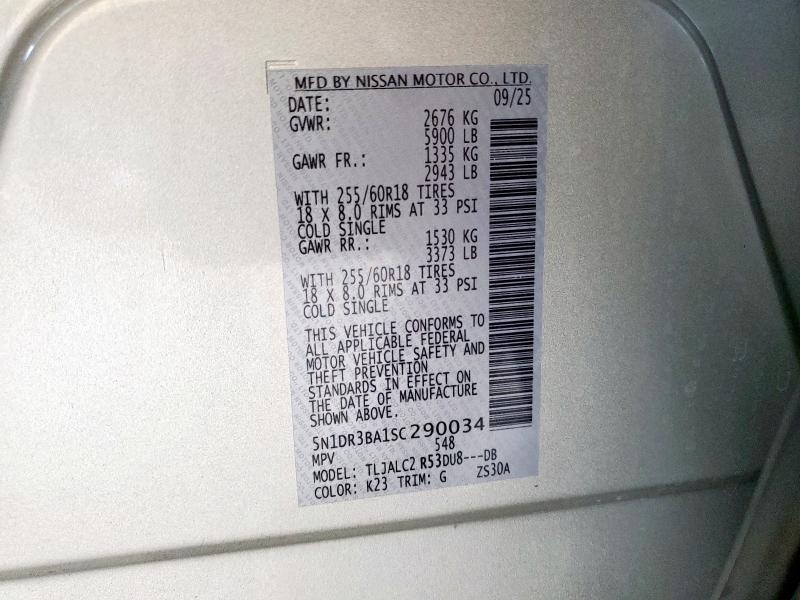 MFD BY NISSAN MOTOR CO., LTD.
DATE: 09/25
GVWR: 2676 KG
5900 LB
GAWR FR.: 1335 KG
2943 LB
WITH 255/60R18 TIRES
18 X 8.0 RIMS AT 33 PSI
COLD SINGLE
GAWR RR.: 1530 KG
3373 LB
WITH 255/60R18 TIRES
18 X 8.0 RIMS AT 33 PSI
COLD SINGLE
THIS VEHICLE CONFORMS TO
ALL APPLICABLE FEDERAL
MOTOR VEHICLE SAFETY AND
THEFT PREVENTION
STANDARDS IN EFFECT ON
THE DATE OF MANUFACTURE
SHOWN ABOVE.
5N1DR3BA1SC290034
MPV 548
MODEL: TLJALC2 R53DU8---DB
COLOR: K23 TRIM: G ZS30A